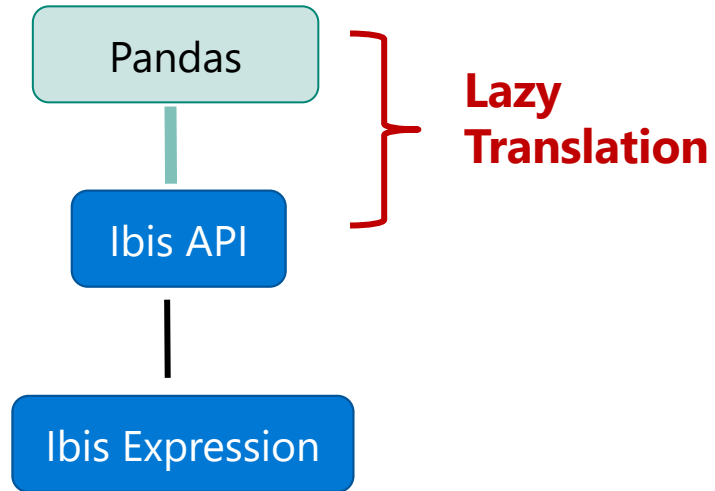 Pandas
Lazy
Translation
Ibis API
Ibis Expression